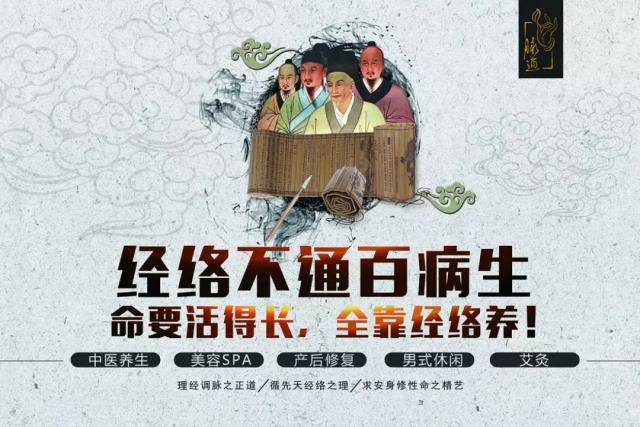 脉道
经络不通百病生
命要活得长，全靠经络养！
中医养生 美容SPA 产后修复 男式休闲 艾灸
理经调脉之正道/循先天经络之理/求安身修性命之精艺